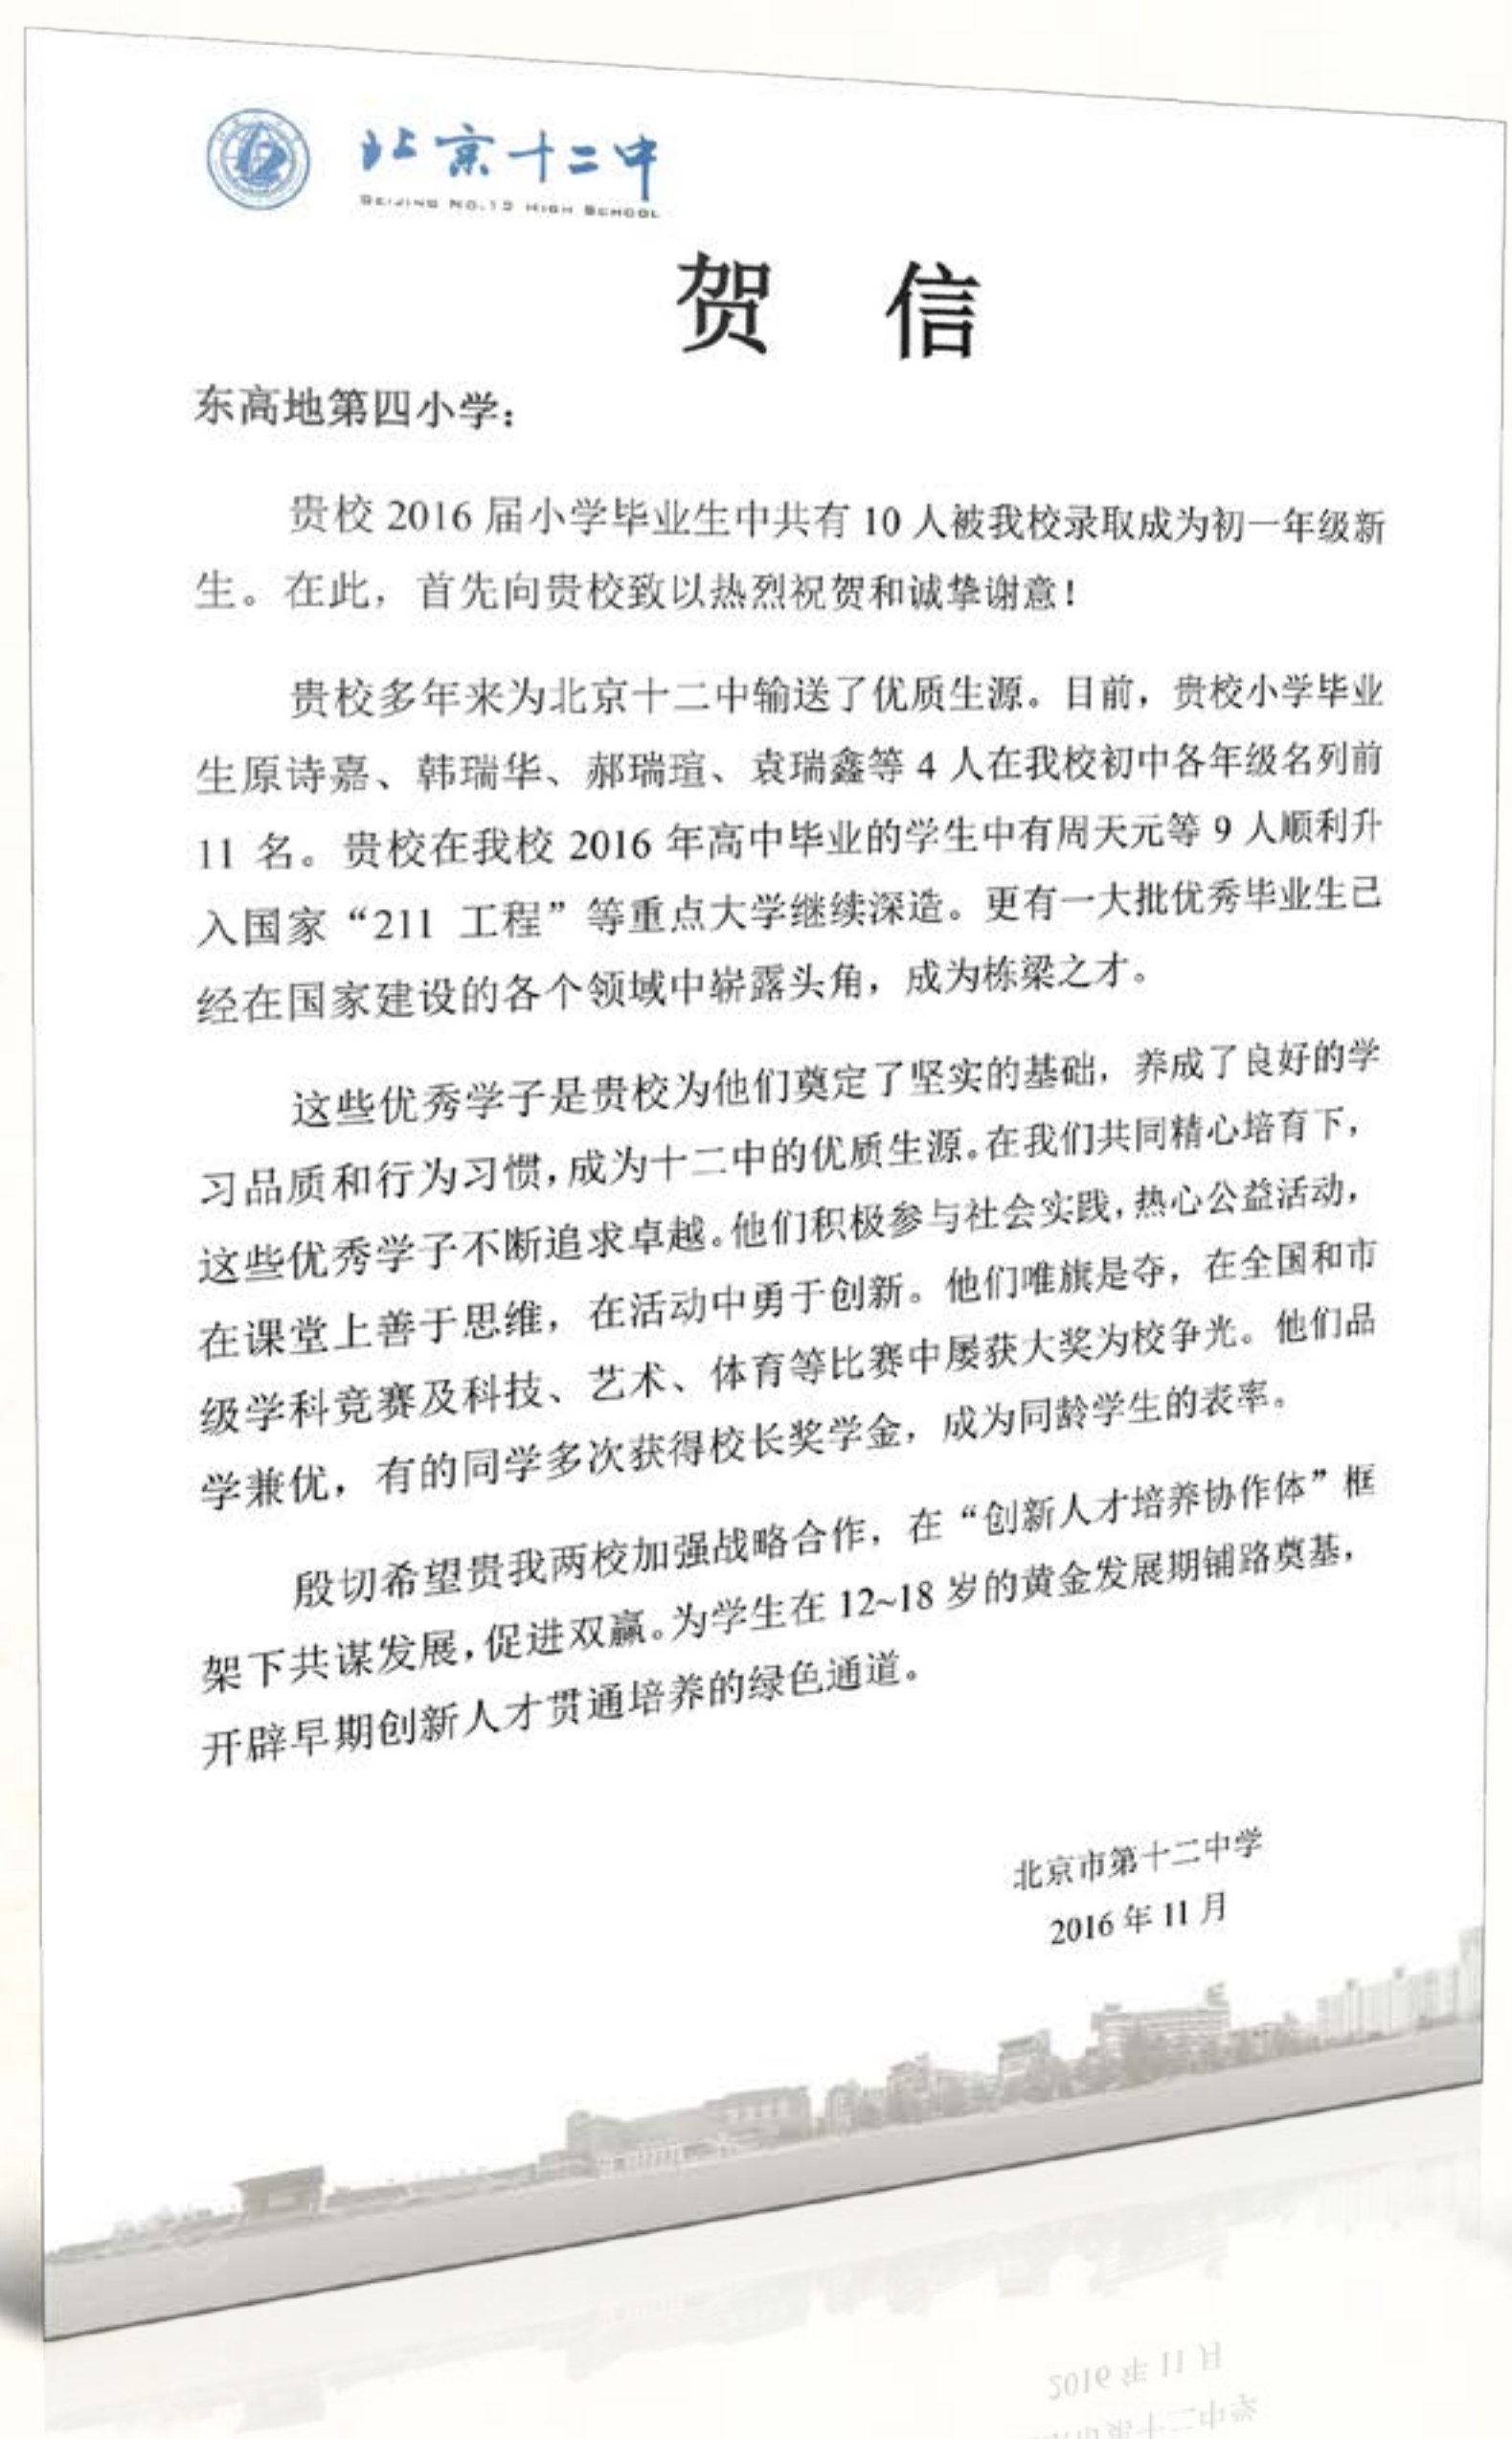 北京十二中
BEIJING NO.12 HIGH SCHOOL
贺 信
东高地第四小学：
贵校 2016 届小学毕业生中共有 10 人被我校录取成为初一年级新
生。在此，首先向贵校致以热烈祝贺和诚挚谢意！
贵校多年来为北京十二中输送了优质生源。目前，贵校小学毕业
生原诗嘉、韩瑞华、郝瑞瑄、袁瑞鑫等 4 人在我校初中各年级名列前
11 名。贵校在我校 2016 年高中毕业的学生中有周天元等 9 人顺利升
入国家“211 工程”等重点大学继续深造。更有一大批优秀毕业生已
经在国家建设的各个领域中崭露头角，成为栋梁之才。
这些优秀学子是贵校为他们奠定了坚实的基础，养成了良好的学
习品质和行为习惯，成为十二中的优质生源。在我们共同精心培育下，
这些优秀学子不断追求卓越。他们积极参与社会实践，热心公益活动，
在课堂上善于思维，在活动中勇于创新。他们唯旗是夺，在全国和市
级学科竞赛及科技、艺术、体育等比赛中屡获大奖为校争光。他们品
学兼优，有的同学多次获得校长奖学金，成为同龄学生的表率。
殷切希望贵我两校加强战略合作，在“创新人才培养协作体”框
架下共谋发展，促进双赢。为学生在 12~18 岁的黄金发展期铺路奠基，
开辟早期创新人才贯通培养的绿色通道。
北京市第十二中学
2016 年 11 月